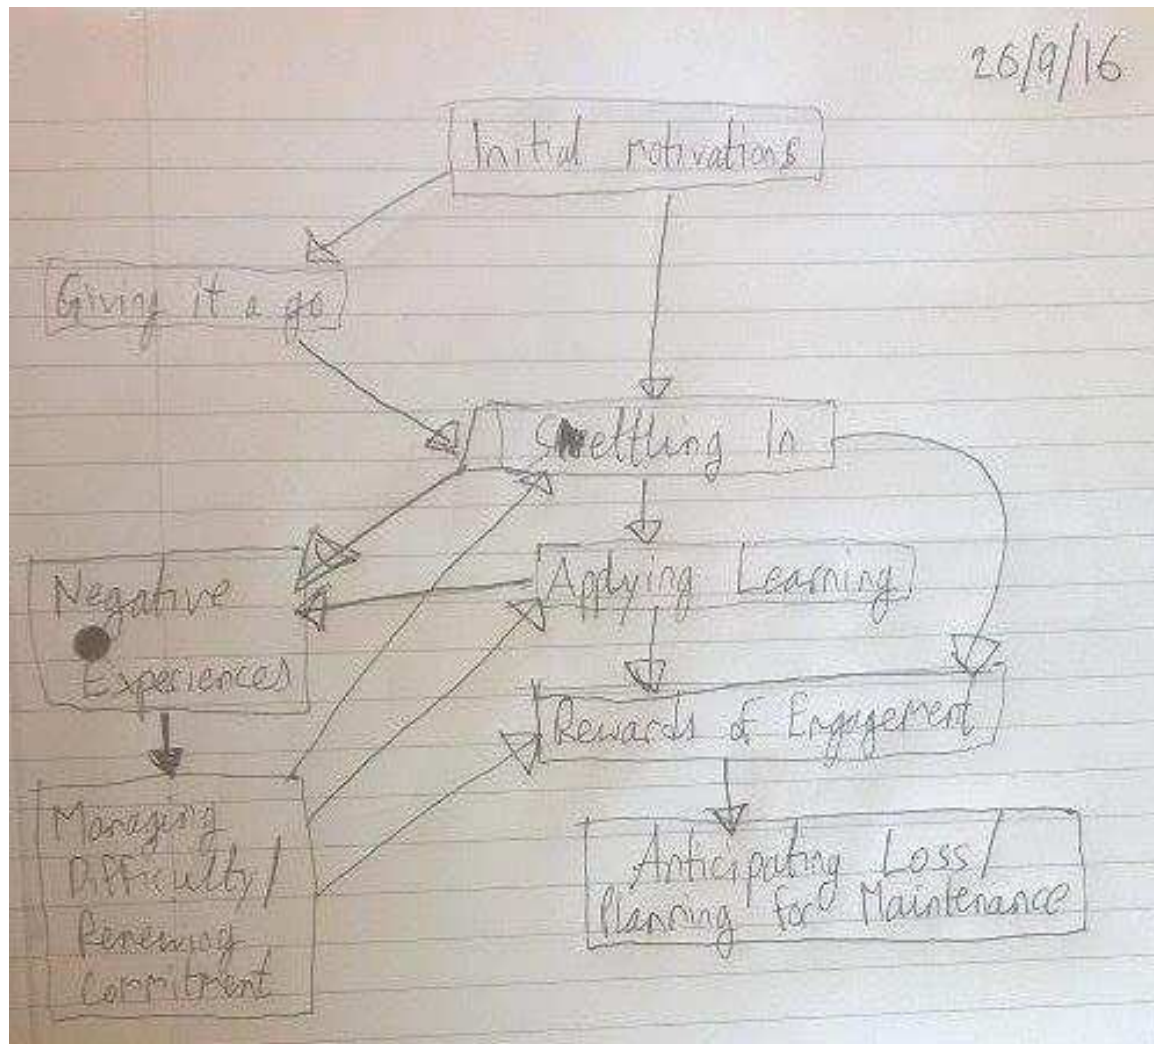 26/9/16
Initial motivations
Giving it a go
Settling In
Applying Learning
Negative
Experiences
Rewards of Engagement
Managing
Difficulty/
Renewing
Commitment
Anticipating Loss/
Planning for Maintenance